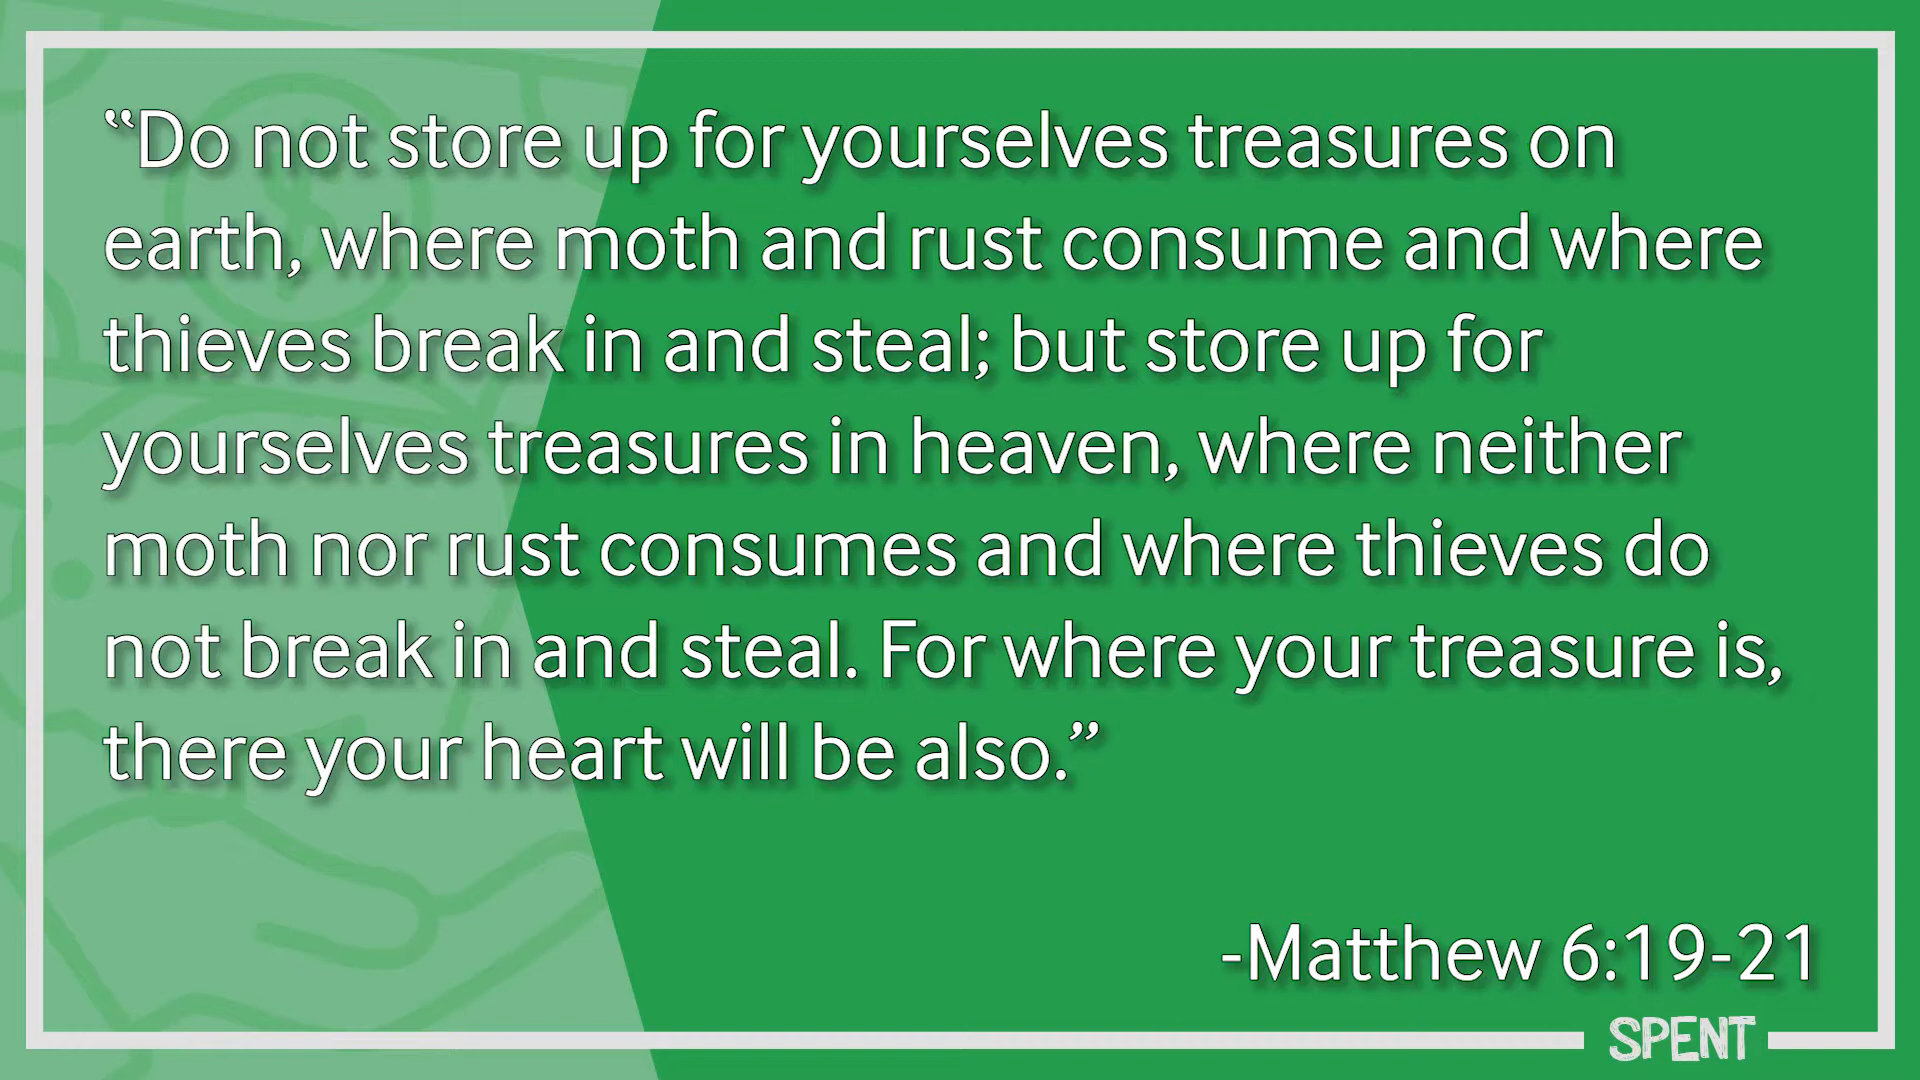 “Do not store up for yourselves treasures on
earth, where moth and rust consume and where
thieves break in and steal; but store up for
yourselves treasures in heaven, where neither
moth nor rust consumes and where thieves do
not break in and steal. For where your treasure is,
there your heart will be also.”
-Matthew 6:19-21
SPENT